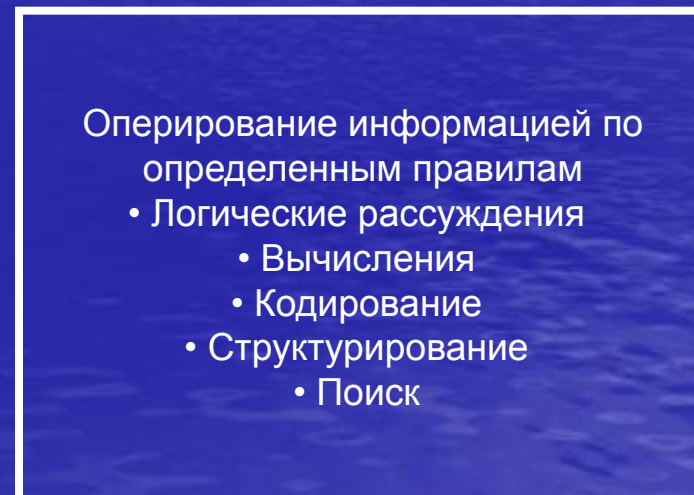 Оперирование информацией по
определенным правилам
• Логические рассуждения
• Вычисления
• Кодирование
• Структурирование
• Поиск